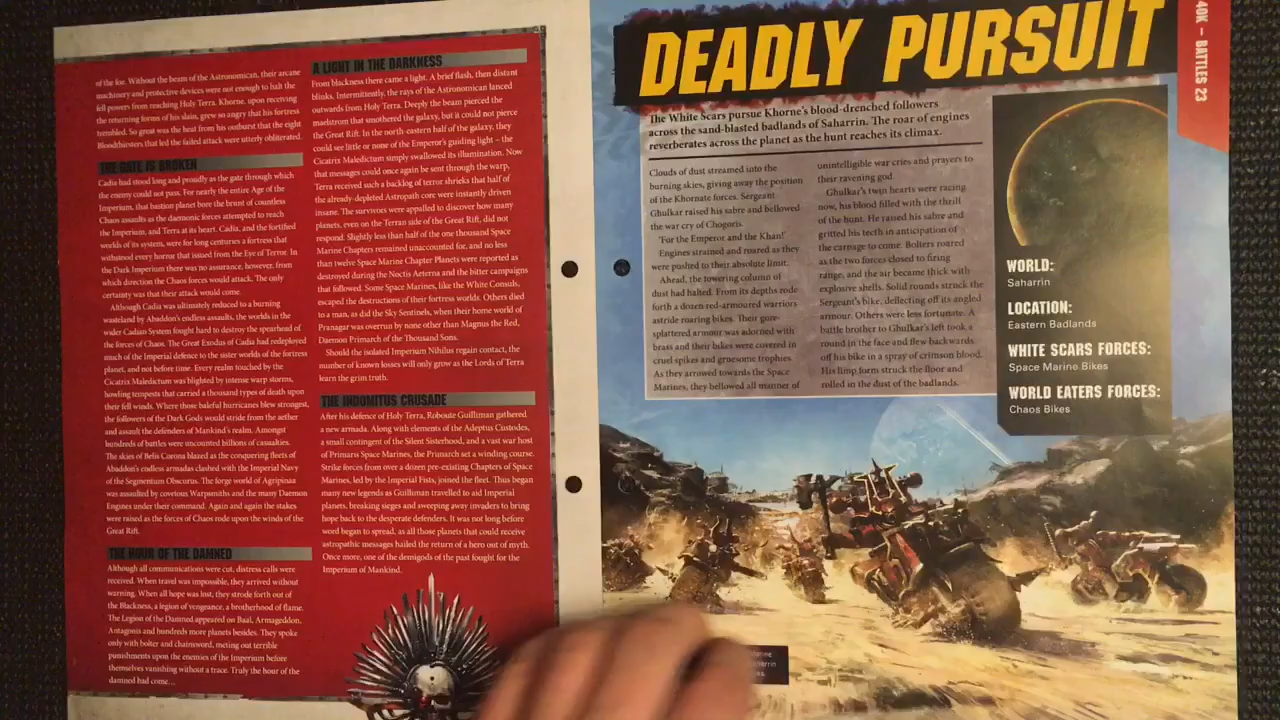 of the foe. Without the beam of the Astronomican, their arcane
machinery and protective devices were not enough to halt the
fell powers from reaching Holy Terra. Khorne, upon receiving
the returning forms of his slain, grew so angry that his fortress
trembled. So great was the heat from his outburst that the eight
Bloodthirsters that led the failed attack were utterly obliterated.
THE GATE IS BROKEN
Cadia had stood long and proudly as the gate through which
the enemy could not pass. For nearly the entire Age of the
Imperium, that bastion planet bore the brunt of countless
Chaos assaults as the daemonic forces attempted to reach
the Imperium, and Terra at its heart. Cadia, and the fortified
worlds of its system, were for long centuries a fortress that
withstood every horror that issued from the Eye of Terror. In
the Dark Imperium there was no assurance, however, from
which direction the Chaos forces would attack. The only
certainty was that their attack would come.
Although Cadia was ultimately reduced to a burning
wasteland by Abaddon's endless assaults, the worlds in the
wider Cadian System fought hard to destroy the spearhead of
the forces of Chaos. The Great Exodus of Cadia had redeployed
much of the Imperial defence to the sister worlds of the fortress
planet, and not before time. Every realm touched by the
Cicatrix Maledictum was blighted by intense warp storms,
howling tempests that carried a thousand types of death upon
their fell winds. Where those baleful hurricanes blew strongest,
the followers of the Dark Gods would stride from the aether
and assault the defenders of Mankind's realm. Amongst
hundreds of battles were uncounted billions of casualties.
The skies of Belis Corona blazed as the conquering fleets of
Abaddon's endless armadas clashed with the Imperial Navy
of the Segmentum Obscurus. The forge world of Agripinaa
was assaulted by covetous Warpsmiths and the many Daemon
Engines under their command. Again and again the stakes
were raised as the forces of Chaos rode upon the winds of the
Great Rift.
THE HOUR OF THE DAMNED
Although all communications were cut, distress calls were
received. When travel was impossible, they arrived without
warning. When all hope was lost, they strode forth out of
the Blackness, a legion of vengeance, a brotherhood of flame.
The Legion of the Damned appeared on Baal, Armageddon,
Antagonis and hundreds more planets besides. They spoke
only with bolter and chainsword, meting out terrible
punishments upon the enemies of the Imperium before
themselves vanishing without a trace. Truly the hour of the
damned had come…
A LIGHT IN THE DARKNESS
From blackness there came a light. A brief flash, then distant
blinks. Intermittently, the rays of the Astronomican lanced
outwards from Holy Terra. Deeply the beam pierced the
maelstrom that smothered the galaxy, but it could not pierce
the Great Rift. In the north-eastern half of the galaxy, they
could see little or none of the Emperor's guiding light – the
Cicatrix Maledictum simply swallowed its illumination. Now
that messages could once again be sent through the warp,
Terra received such a backlog of terror shrieks that half of
the already-depleted Astropath core were instantly driven
insane. The survivors were appalled to discover how many
planets, even on the Terran side of the Great Rift, did not
respond. Slightly less than half of the one thousand Space
Marine Chapters remained unaccounted for, and no less
than twelve Space Marine Chapter Planets were reported as
destroyed during the Noctis Aeterna and the bitter campaigns
that followed. Some Space Marines, like the White Consuls,
escaped the destructions of their fortress worlds. Others died
to a man, as did the Sky Sentinels, when their home world of
Pranagar was overrun by none other than Magnus the Red,
Daemon Primarch of the Thousand Sons.
Should the isolated Imperium Nihilus regain contact, the
number of known losses will only grow as the Lords of Terra
learn the grim truth.
THE INDOMITUS CRUSADE
After his defence of Holy Terra, Roboute Guilliman gathered
a new armada. Along with elements of the Adeptus Custodes,
a small contingent of the Silent Sisterhood, and a vast war host
of Primaris Space Marines, the Primarch set a winding course.
Strike forces from over a dozen pre-existing Chapters of Space
Marines, led by the Imperial Fists, joined the fleet. Thus began
many new legends as Guilliman travelled to aid Imperial
planets, breaking sieges and sweeping away invaders to bring
hope back to the desperate defenders. It was not long before
word began to spread, as all those planets that could receive
astropathic messages hailed the return of a hero out of myth.
Once more, one of the demigods of the past fought for the
Imperium of Mankind.
DEADLY PURSUIT
40K – BATTLES 23
The White Scars pursue Khorne's blood-drenched followers
across the sand-blasted badlands of Saharrin. The roar of engines
reverberates across the planet as the hunt reaches its climax.
Clouds of dust streamed into the
burning skies, giving away the position
of the Khornate forces. Sergeant
Ghulkar raised his sabre and bellowed
the war cry of Chogoris.
'For the Emperor and the Khan!'
Engines strained and roared as they
were pushed to their absolute limit.
Ahead, the towering column of
dust had halted. From its depths rode
forth a dozen red-armoured warriors
astride roaring bikes. Their gore-
splattered armour was adorned with
brass and their bikes were covered in
cruel spikes and gruesome trophies.
As they arrowed towards the Space
Marines, they bellowed all manner of
unintelligible war cries and prayers to
their ravening god.
Ghulkar's twin hearts were racing
now, his blood filled with the thrill
of the hunt. He raised his sabre and
gritted his teeth in anticipation of
the carnage to come. Bolters roared
as the two forces closed to firing
range, and the air became thick with
explosive shells. Solid rounds struck the
Sergeant's bike, deflecting off its angled
armour. Others were less fortunate. A
battle brother to Ghulkar's left took a
round in the face and flew backwards
off his bike in a spray of crimson blood.
His limp form struck the floor and
rolled in the dust of the badlands.
WORLD:
Saharrin
LOCATION:
Eastern Badlands
WHITE SCARS FORCES:
Space Marine Bikes
WORLD EATERS FORCES:
Chaos Bikes